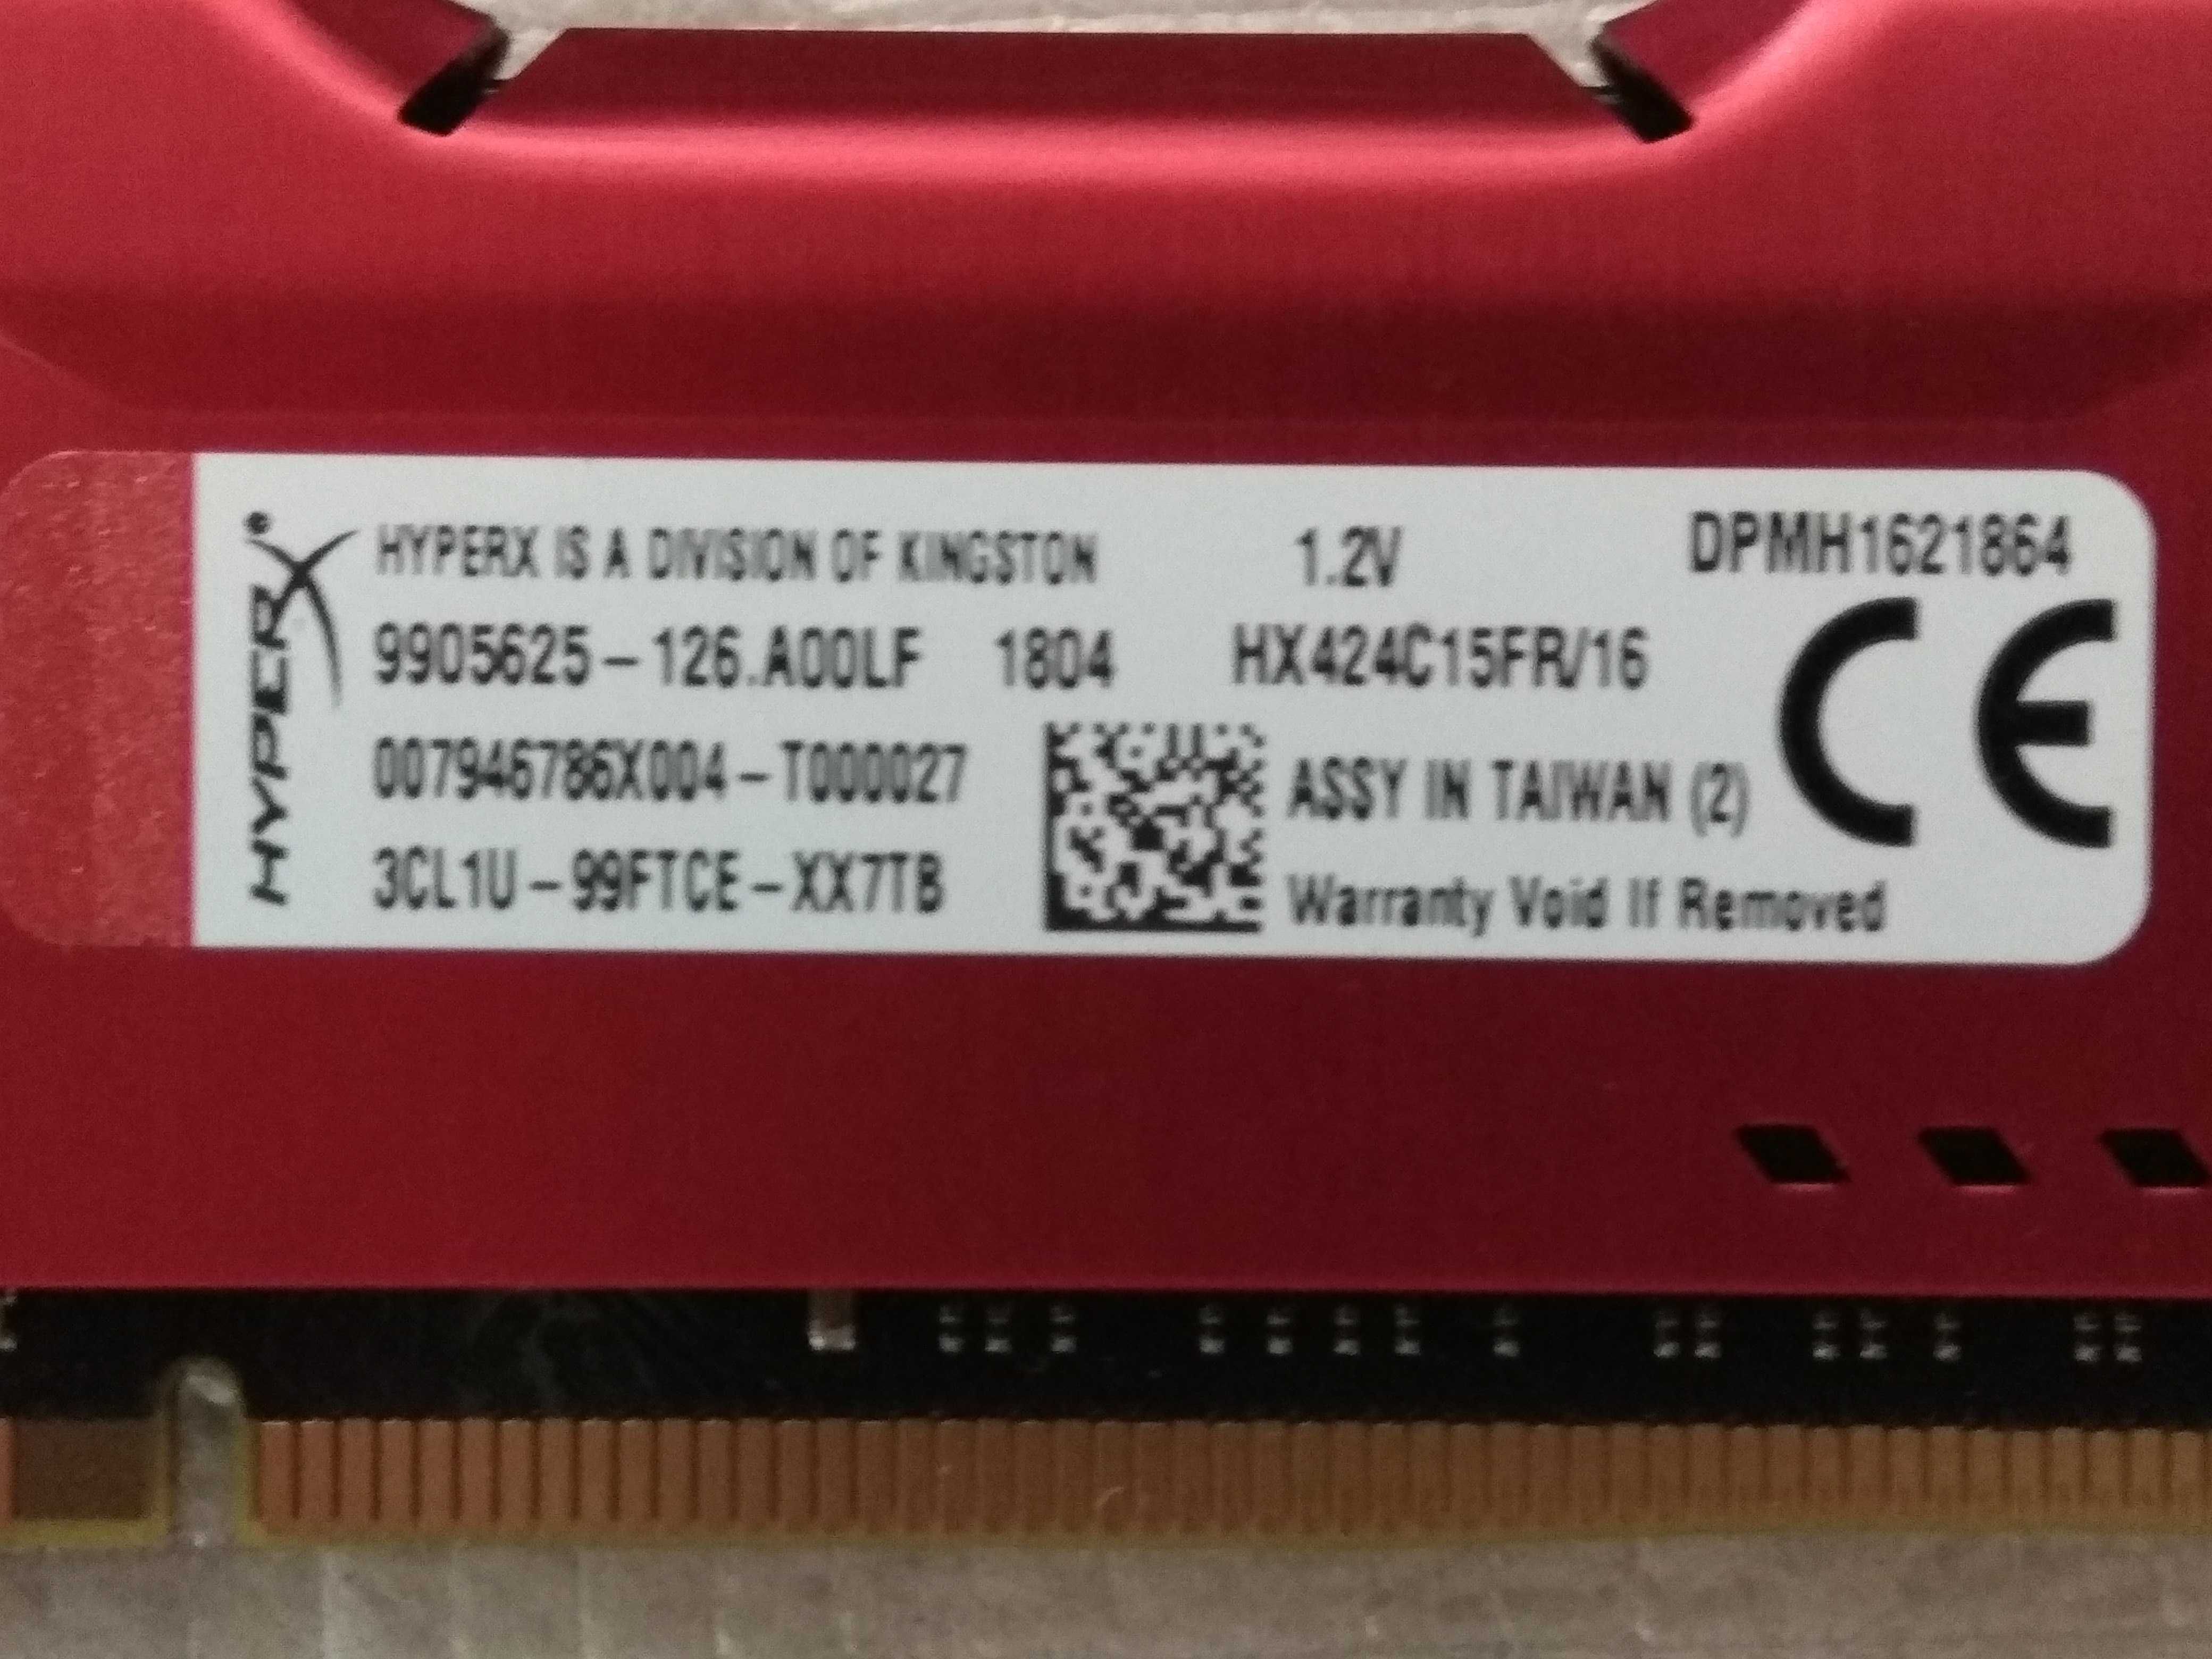 HYPERX®
HYPERX IS A DIVISION OF KINGSTON 1.2V DPMH1621864
9905625-126.A00LF 1804 HX424C15FR/16 CE
007946786X004-T000027 ASSY IN TAIWAN (2)
3CL1U-99FTCE-XX7TB Warranty Void If Removed